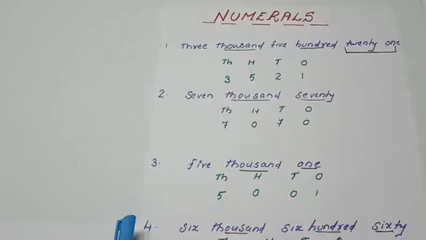 NUMERALS
1. Three thousand five hundred twenty one
Th H T O
3 5 2 1
2. Seven thousand seventy
Th H T O
7 0 7 0
3. Five thousand one
Th H T O
5 0 0 1
4. Six thousand six hundred sixty
Th H T O